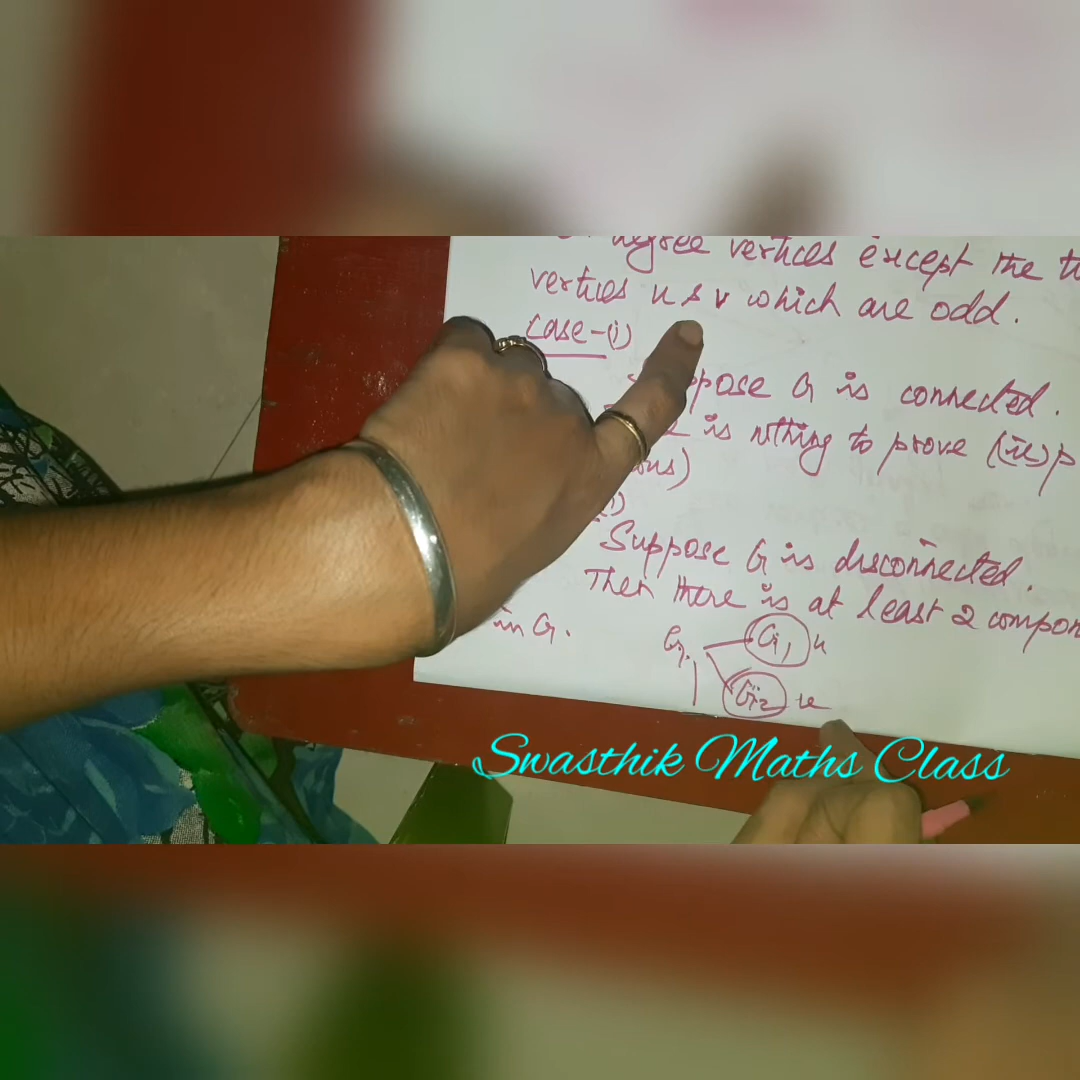 degree vertices except the
vertices u & v which are odd.
Case-(i)
Suppose G is connected.
is nothing to prove
Suppose G is disconnected.
Then there is at least 2
in G.
G
G1 u
G2
Swasthik Maths Class